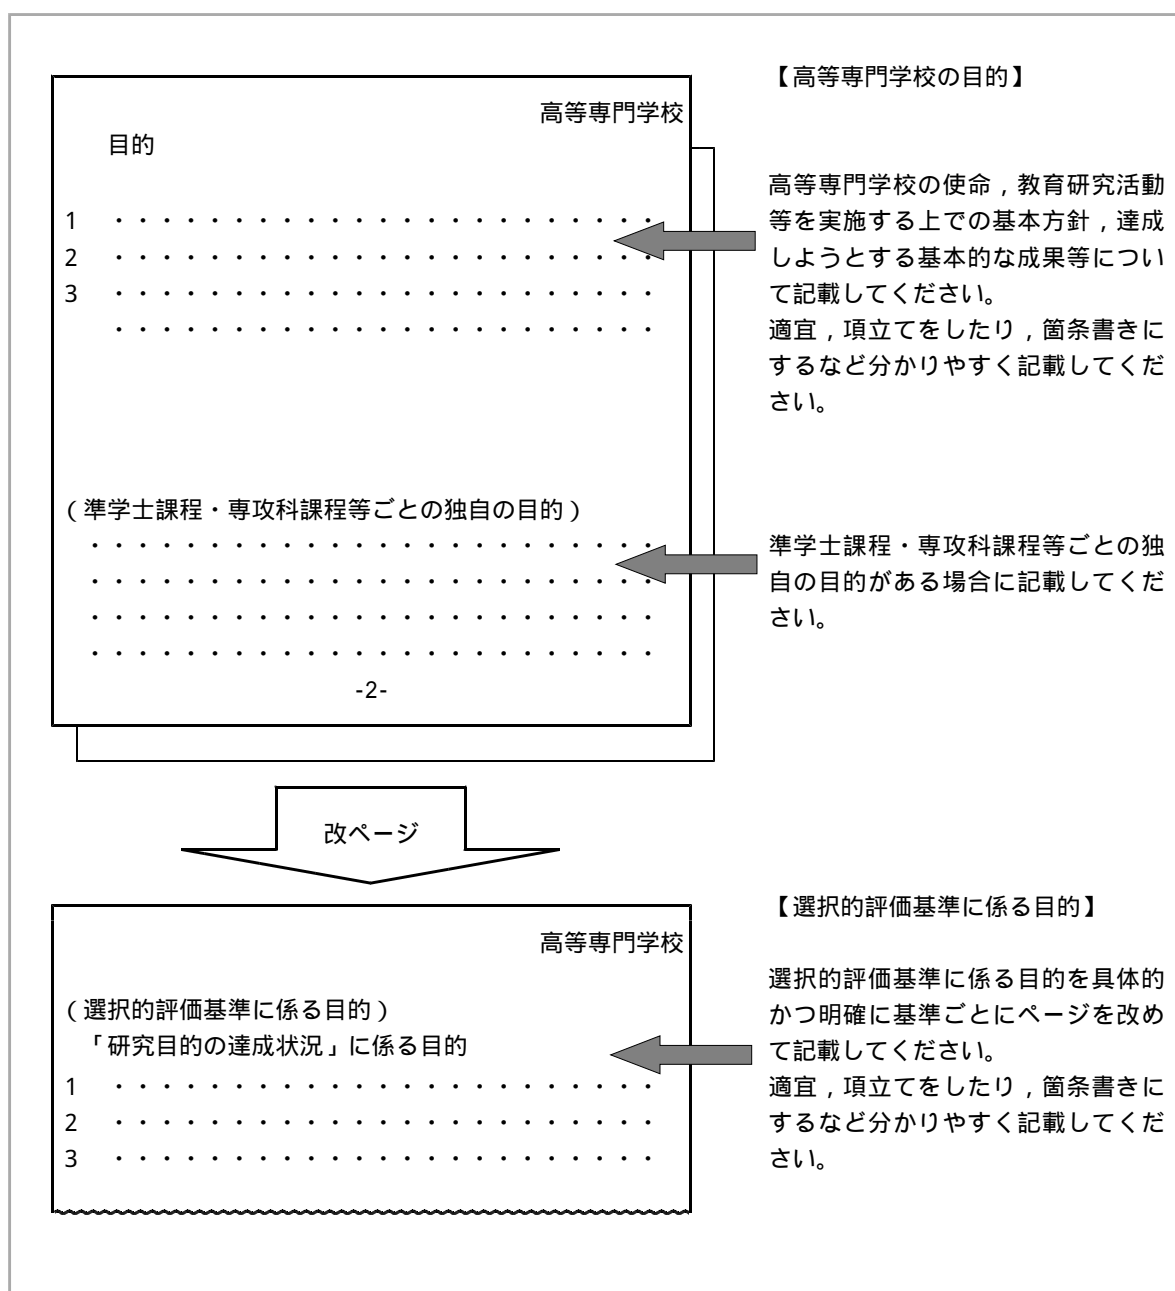 高等専門学校
目的
1 ・・・・・・・・・・・・・・・・・・・・・・・
2 ・・・・・・・・・・・・・・・・・・・・・・・
3 ・・・・・・・・・・・・・・・・・・・・・・・
・・・・・・・・・・・・・・・・・・・・・・・
(準学士課程・専攻科課程等ごとの独自の目的)
・・・・・・・・・・・・・・・・・・・・・・・・
・・・・・・・・・・・・・・・・・・・・・・・・
・・・・・・・・・・・・・・・・・・・・・・・・
・・・・・・・・・・・・・・・・・・・・・・・・
-2-
【高等専門学校の目的】
高等専門学校の使命,教育研究活動
等を実施する上での基本方針,達成
しようとする基本的な成果等につい
て記載してください。
適宜,項立てをしたり,箇条書きに
するなど分かりやすく記載してくだ
さい。
準学士課程・専攻科課程等ごとの独
自の目的がある場合に記載してくだ
さい。
改ページ
高等専門学校
(選択的評価基準に係る目的)
「研究目的の達成状況」に係る目的
1 ・・・・・・・・・・・・・・・・・・・・・・・
2 ・・・・・・・・・・・・・・・・・・・・・・・
3 ・・・・・・・・・・・・・・・・・・・・・・・
【選択的評価基準に係る目的】
選択的評価基準に係る目的を具体的
かつ明確に基準ごとにページを改め
て記載してください。
適宜,項立てをしたり,箇条書きに
するなど分かりやすく記載してくだ
さい。